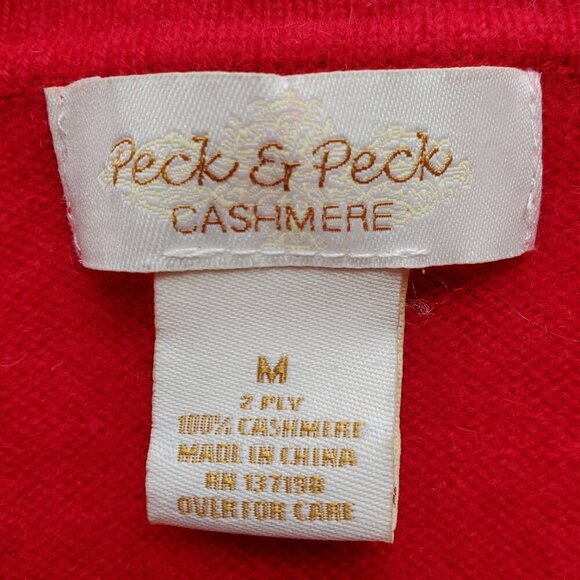 Peck & Peck
CASHMERE
M
2 PLY
100% CASHMERE
MADE IN CHINA
RN 137198
OVER FOR CARE